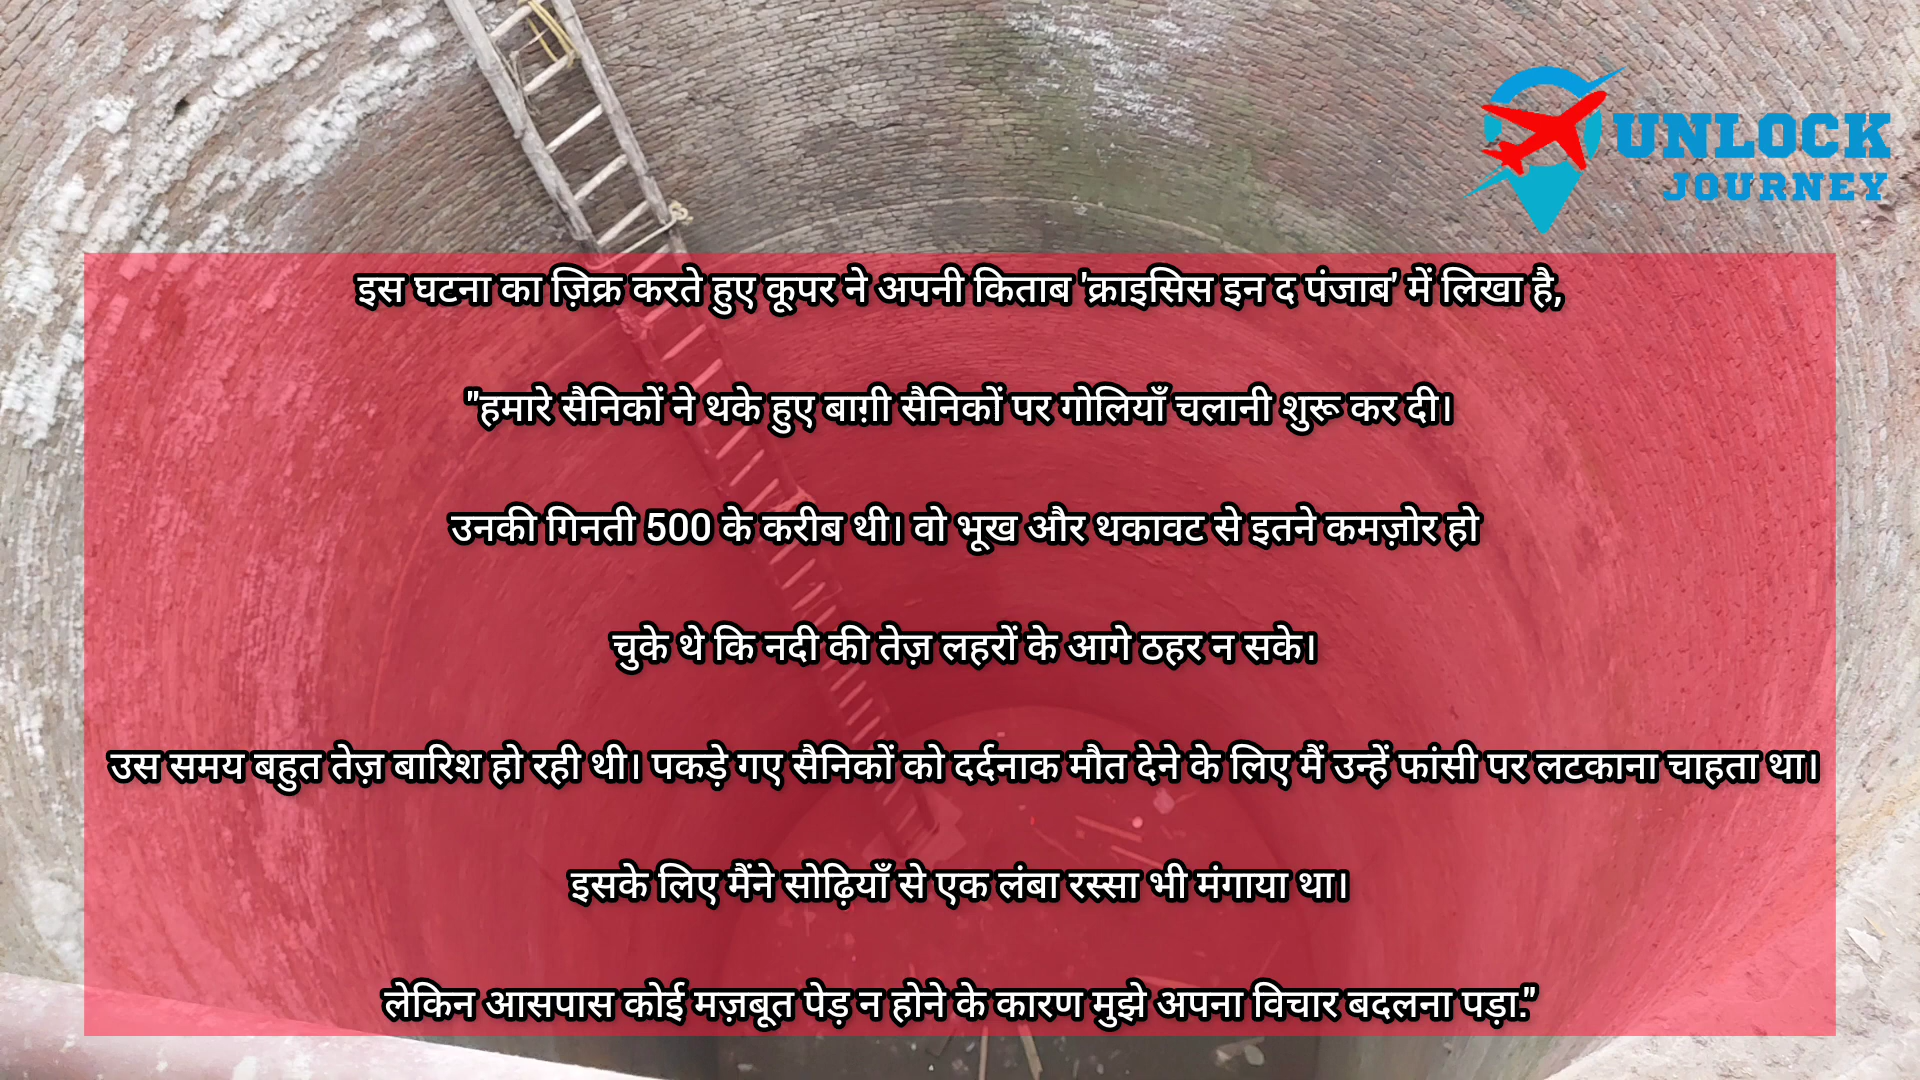 UNLOCK
JOURNEY
इस घटना का ज़िक्र करते हुए कूपर ने अपनी किताब 'क्राइसिस इन द पंजाब' में लिखा है,
"हमारे सैनिकों ने थके हुए बाग़ी सैनिकों पर गोलियाँ चलानी शुरू कर दी।
उनकी गिनती 500 के करीब थी। वो भूख और थकावट से इतने कमज़ोर हो
चुके थे कि नदी की तेज़ लहरों के आगे ठहर न सके।
उस समय बहुत तेज़ बारिश हो रही थी। पकड़े गए सैनिकों को दर्दनाक मौत देने के लिए मैं उन्हें फांसी पर लटकाना चाहता था।
इसके लिए मैंने सोढ़ियाँ से एक लंबा रस्सा भी मंगाया था।
लेकिन आसपास कोई मज़बूत पेड़ न होने के कारण मुझे अपना विचार बदलना पड़ा."